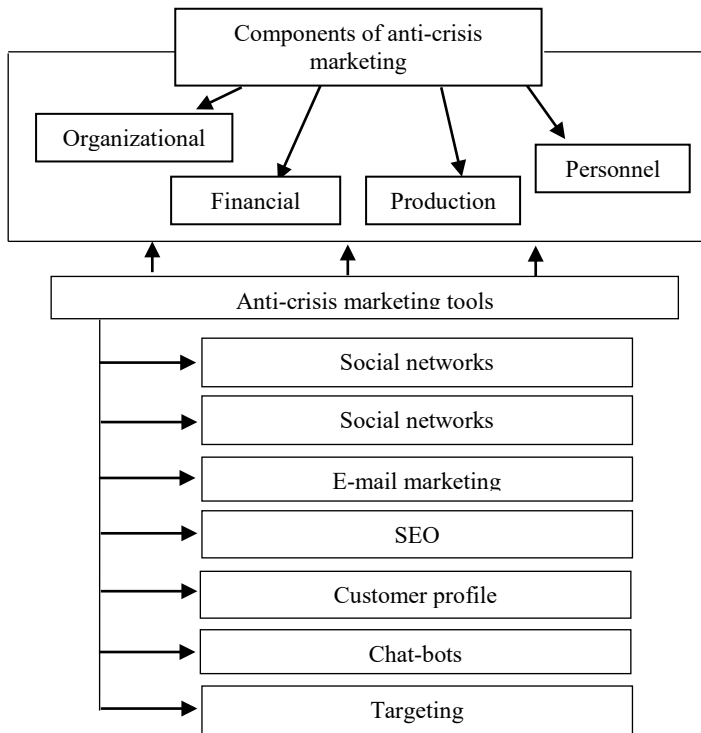 Components of anti-crisis
marketing
Organizational
Personnel
Financial
Production
Anti-crisis marketing tools
Social networks
Social networks
E-mail marketing
SEO
Customer profile
Chat-bots
Targeting